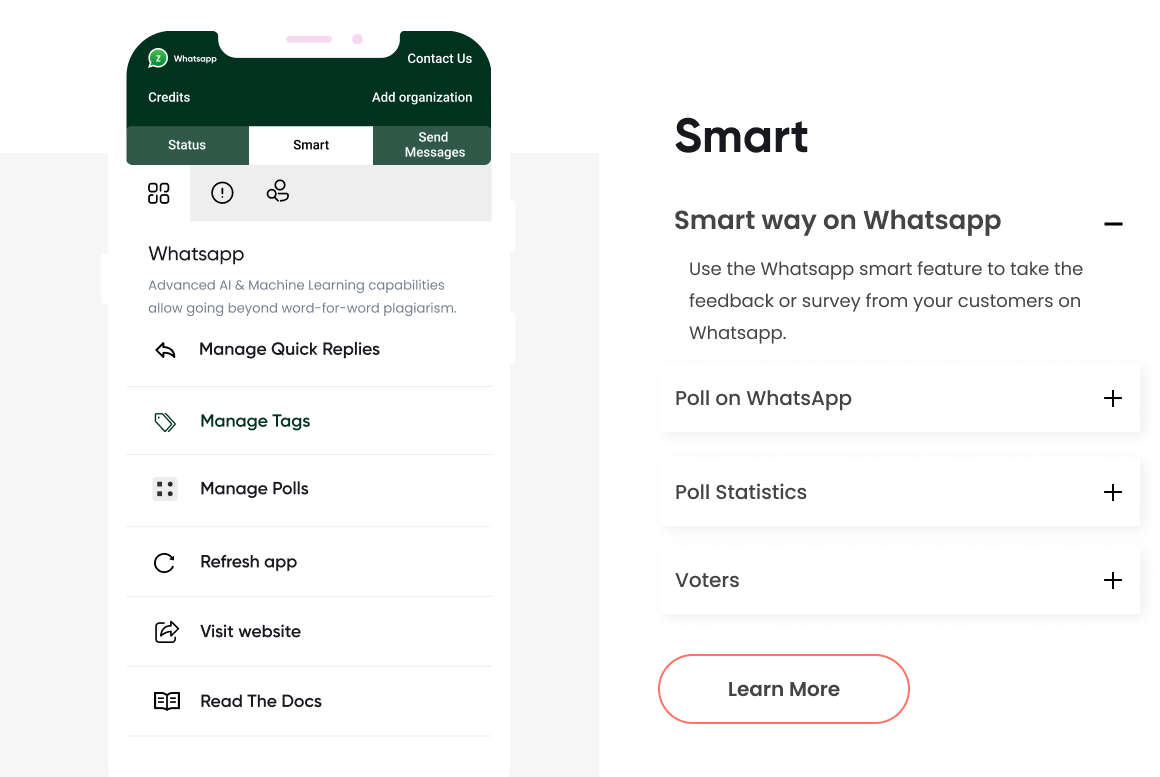 Z Whatsapp
Contact Us
Credits
Add organization
Status
Smart
Send
Messages
Whatsapp
Advanced AI & Machine Learning capabilities
allow going beyond word-for-word plagiarism.
Manage Quick Replies
Manage Tags
Manage Polls
Refresh app
Visit website
Read The Docs
Smart
Smart way on Whatsapp
Use the Whatsapp smart feature to take the
feedback or survey from your customers on
Whatsapp.
Poll on WhatsApp
Poll Statistics
Voters
Learn More